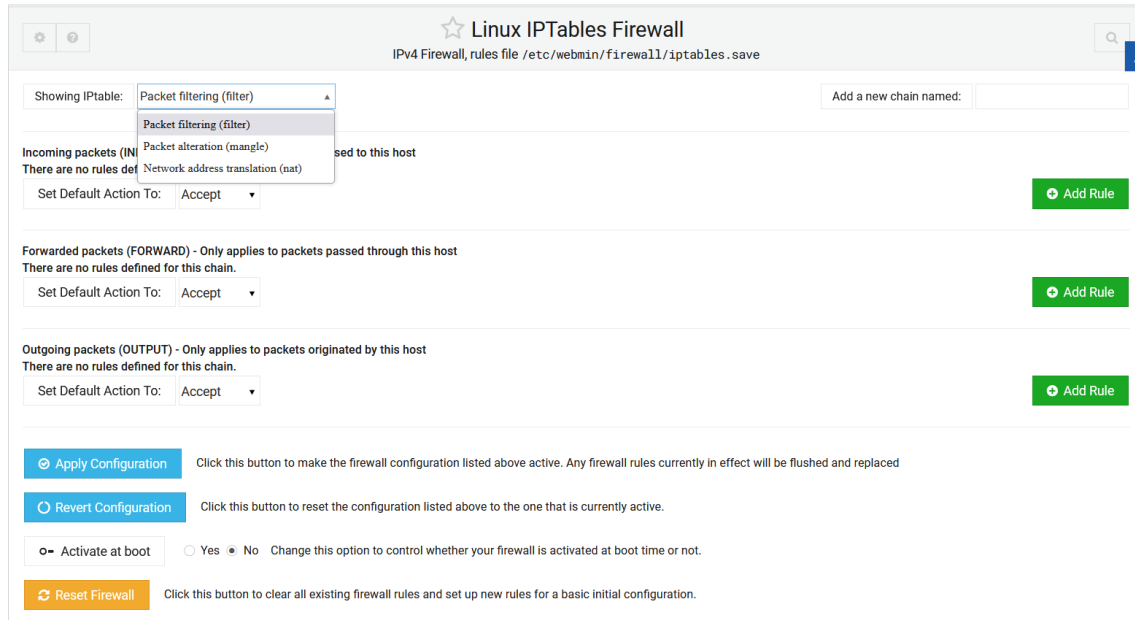 Linux IPTables Firewall
IPv4 Firewall, rules file /etc/webmin/firewall/iptables.save
Showing IPtable: Packet filtering (filter) Add a new chain named:
Packet filtering (filter)
Packet alteration (mangle)
Network address translation (nat)
Incoming packets (IN sed to this host
There are no rules def
Set Default Action To: Accept Add Rule
Forwarded packets (FORWARD) - Only applies to packets passed through this host
There are no rules defined for this chain.
Set Default Action To: Accept Add Rule
Outgoing packets (OUTPUT) - Only applies to packets originated by this host
There are no rules defined for this chain.
Set Default Action To: Accept Add Rule
Apply Configuration Click this button to make the firewall configuration listed above active. Any firewall rules currently in effect will be flushed and replaced
Revert Configuration Click this button to reset the configuration listed above to the one that is currently active.
Activate at boot Yes No Change this option to control whether your firewall is activated at boot time or not.
Reset Firewall Click this button to clear all existing firewall rules and set up new rules for a basic initial configuration.